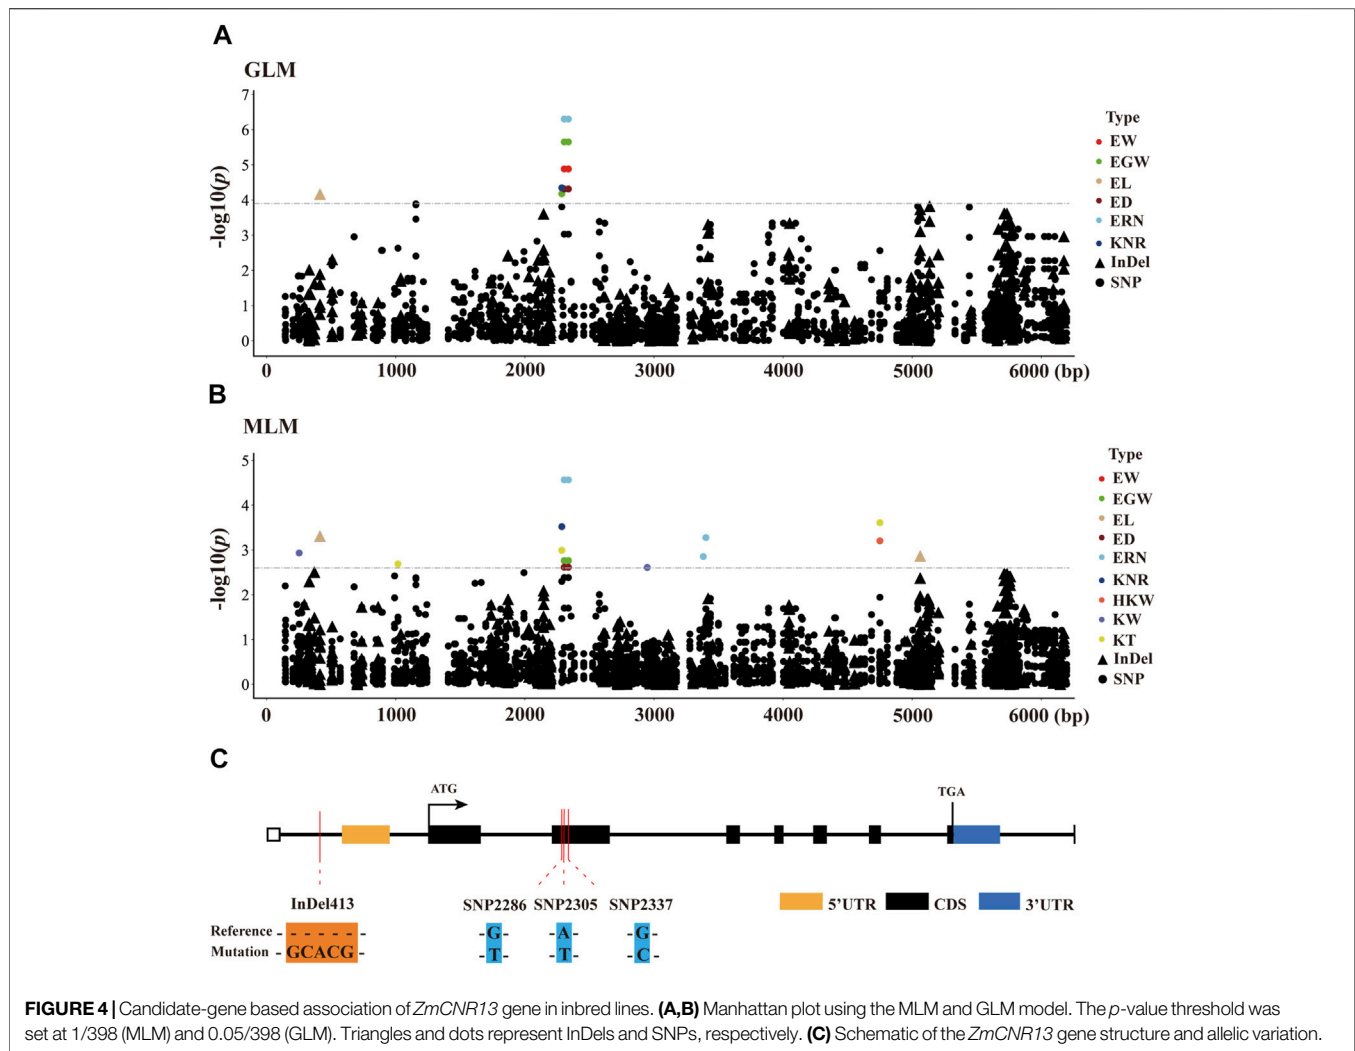 A
GLM
7
6
5
4
3
2
1
0
-log10(p)
0 1000 2000 3000 4000 5000 6000 (bp)
Type
EW
EGW
EL
ED
ERN
KNR
InDel
SNP
B
MLM
5
4
3
2
1
0
-log10(p)
0 1000 2000 3000 4000 5000 6000 (bp)
Type
EW
EGW
EL
ED
ERN
KNR
HKW
KW
KT
InDel
SNP
C
ATG TGA
InDel413 SNP2286 SNP2305 SNP2337
Reference - - - - - - - -G- -A- -G-
Mutation -GCACG- -T- -T- -C-
5'UTR CDS 3'UTR
FIGURE 4 | Candidate-gene based association of ZmCNR13 gene in inbred lines. (A,B) Manhattan plot using the MLM and GLM model. The p-value threshold was
set at 1/398 (MLM) and 0.05/398 (GLM). Triangles and dots represent InDels and SNPs, respectively. (C) Schematic of the ZmCNR13 gene structure and allelic variation.